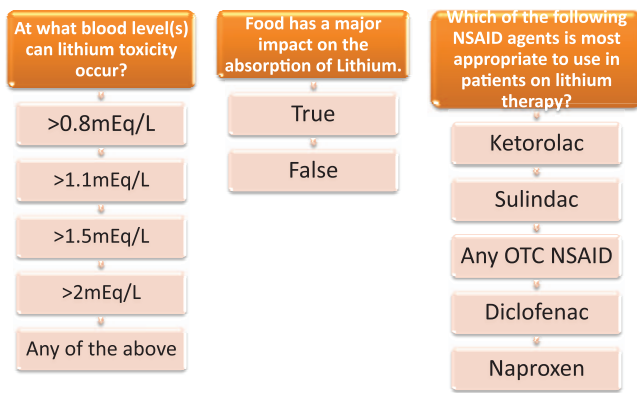 At what blood level(s)
can lithium toxicity
occur?
>0.8mEq/L
>1.1mEq/L
>1.5mEq/L
>2mEq/L
Any of the above
Food has a major
impact on the
absorption of Lithium.
True
False
Which of the following
NSAID agents is most
appropriate to use in
patients on lithium
therapy?
Ketorolac
Sulindac
Any OTC NSAID
Diclofenac
Naproxen